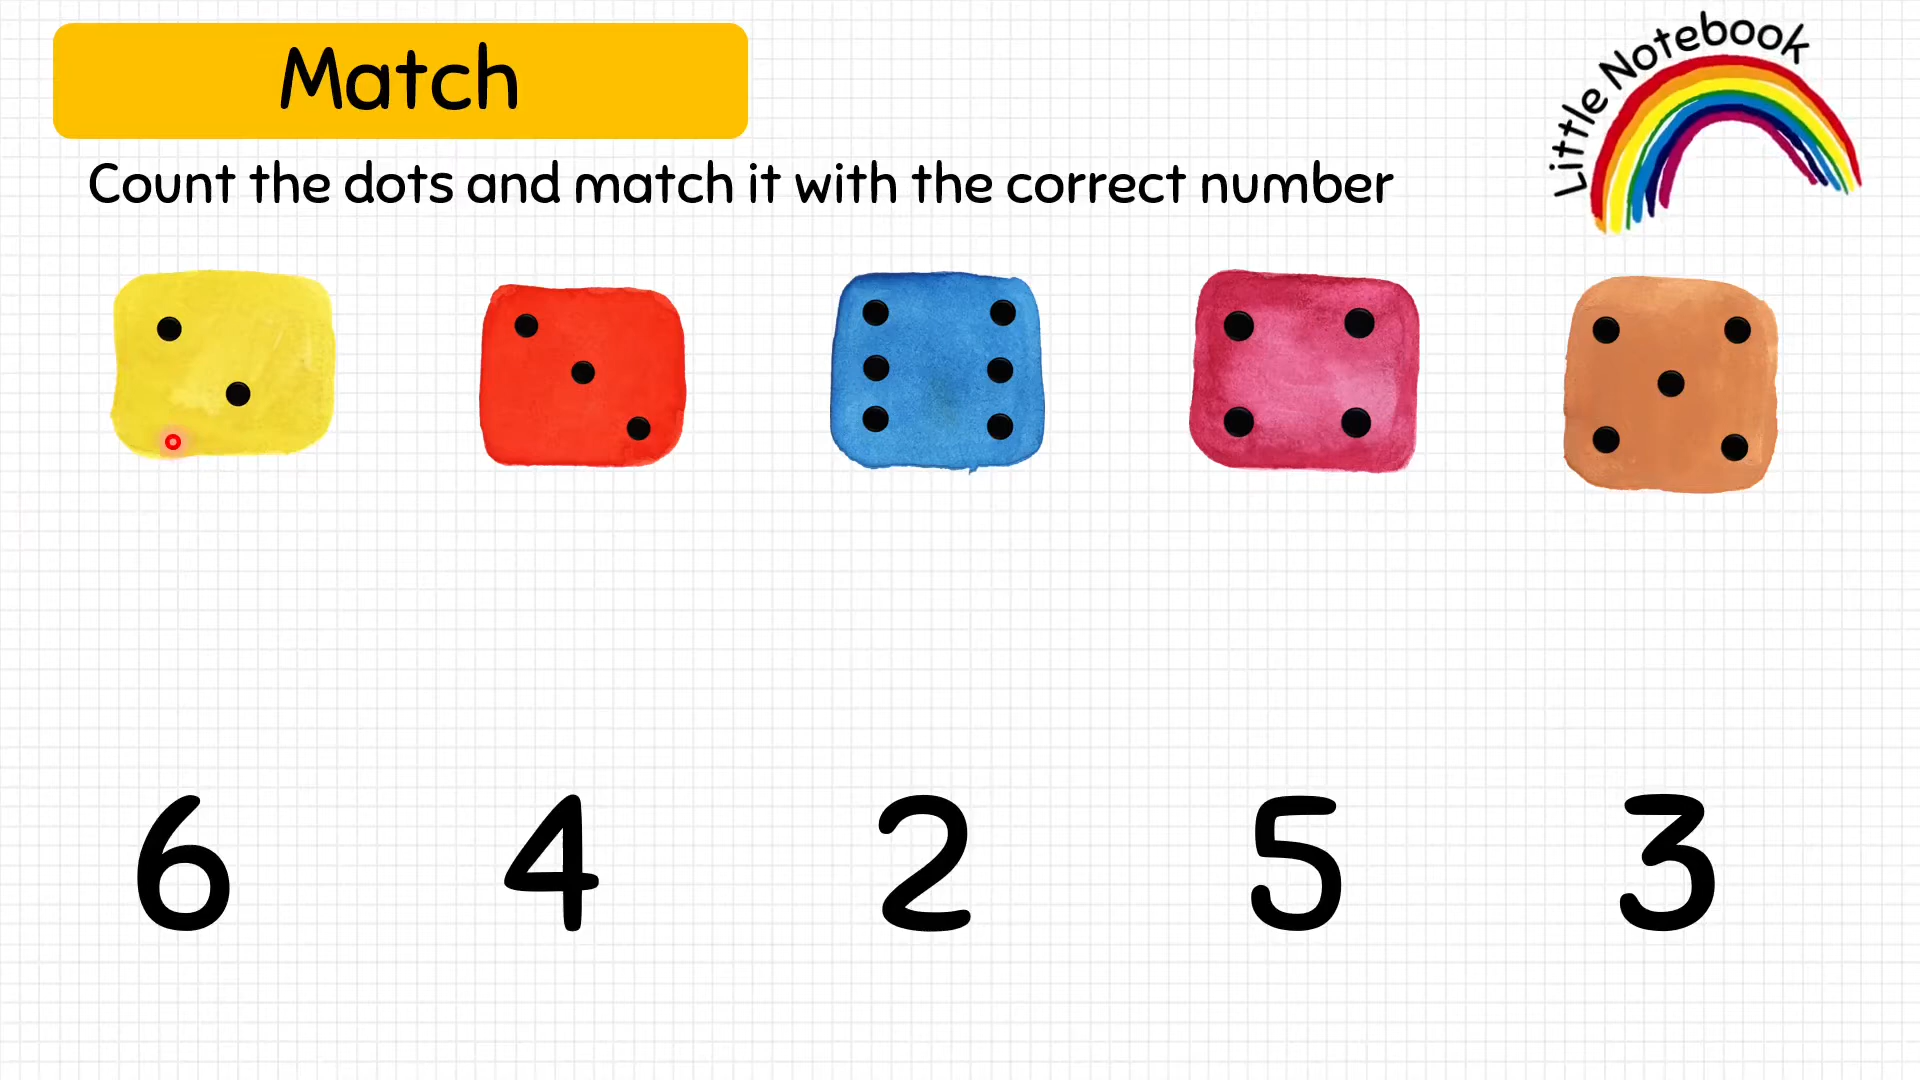 Match
Little Notebook
Count the dots and match it with the correct number
6 4 2 5 3